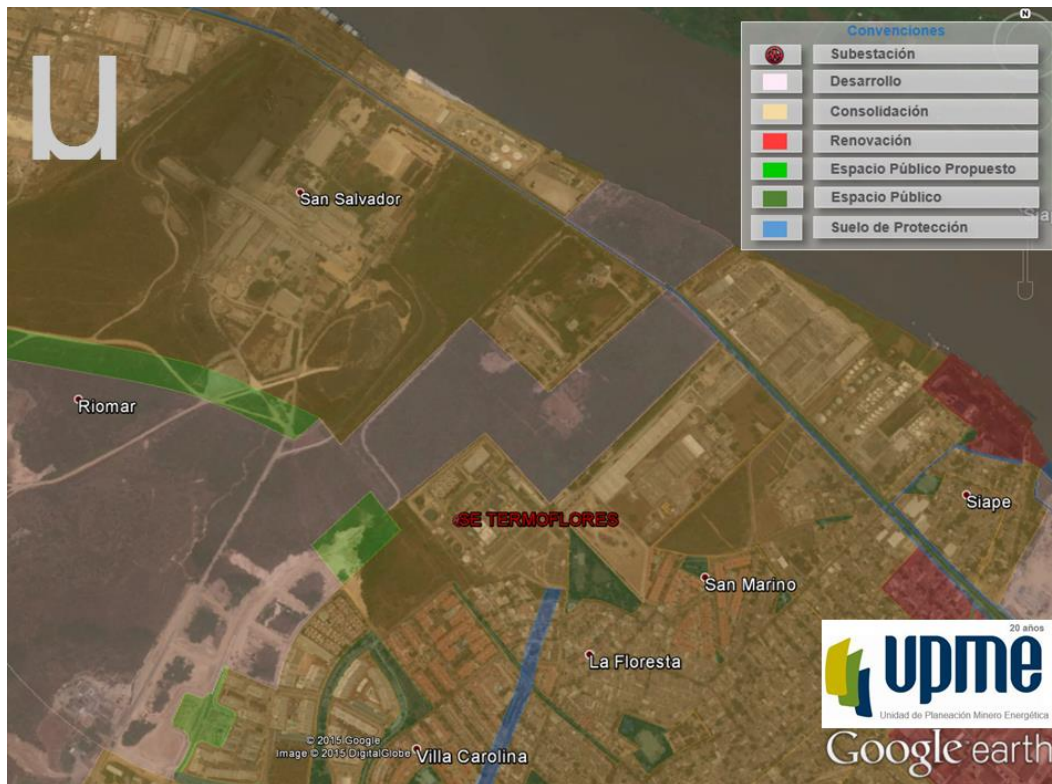 N
Convenciones
Subestación
Desarrollo
Consolidación
Renovación
Espacio Público Propuesto
Espacio Público
Suelo de Protección
u
San Salvador
Riomar
SE TERMOFLORES
Siape
San Marino
La Floresta
Villa Carolina
© 2015 Google
Image © 2015 DigitalGlobe
20 años
upme
Unidad de Planeación Minero Energética
Google earth